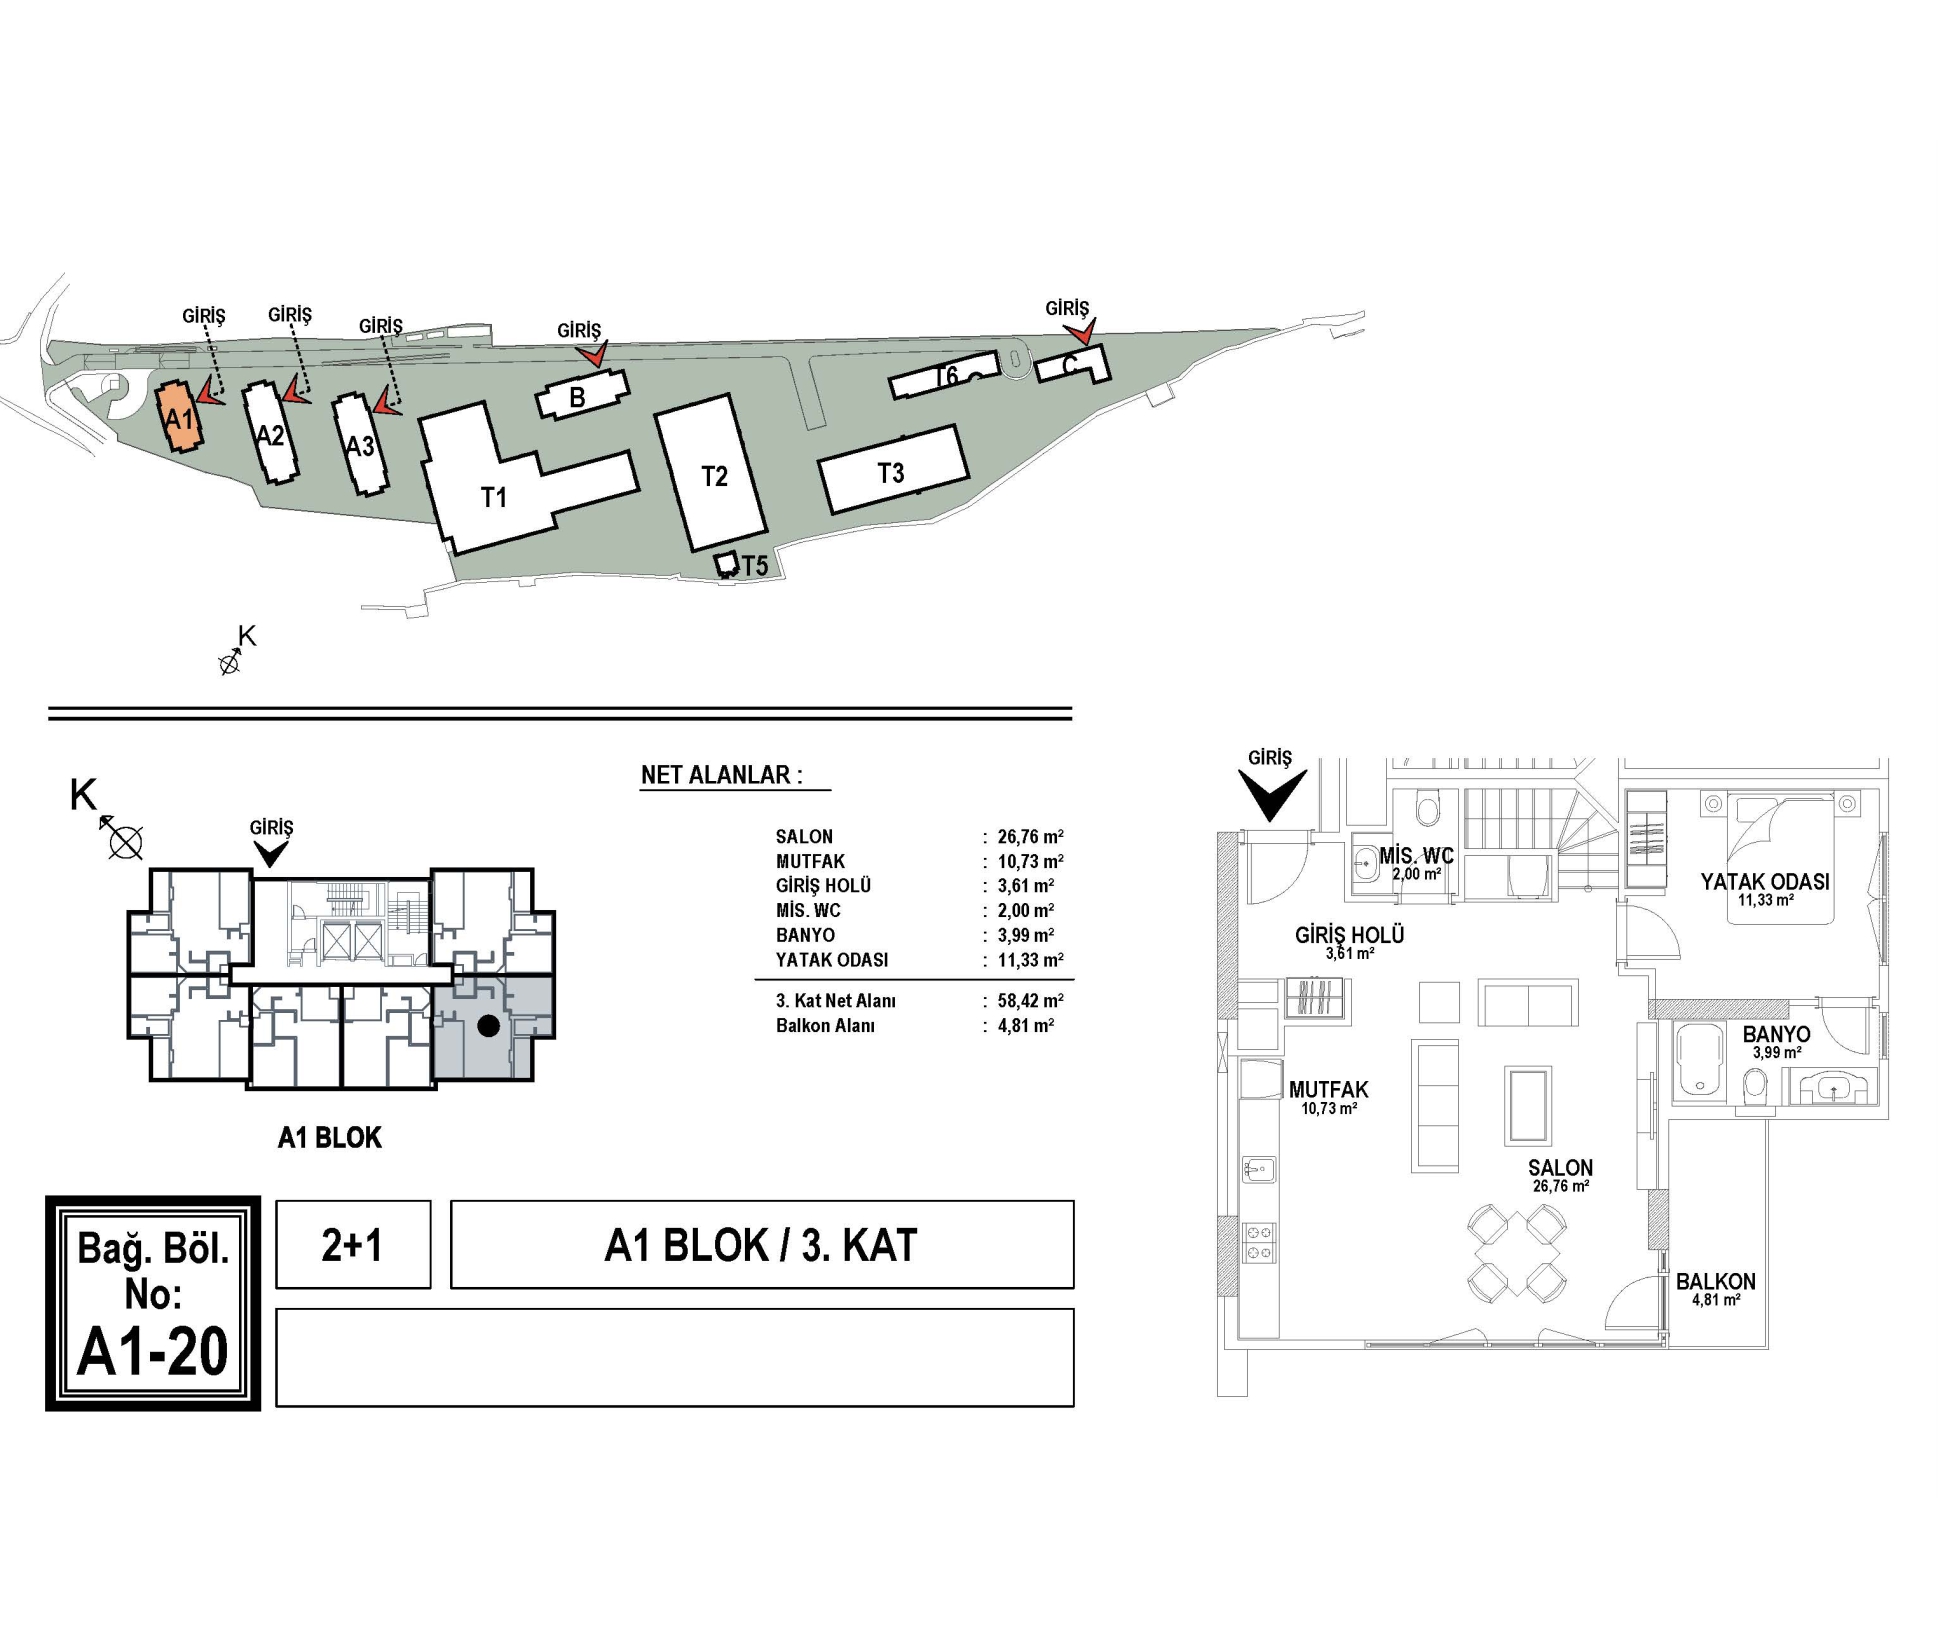 GİRİŞ
GİRİŞ
GİRİŞ
GİRİŞ
GİRİŞ
A1
A2
A3
B
T6
C
T1
T2
T3
T5
K
K
GİRİŞ
A1 BLOK
NET ALANLAR :
SALON : 26,76 m²
MUTFAK : 10,73 m²
GİRİŞ HOLÜ : 3,61 m²
MİS. WC : 2,00 m²
BANYO : 3,99 m²
YATAK ODASI : 11,33 m²
3. Kat Net Alanı : 58,42 m²
Balkon Alanı : 4,81 m²
Bağ. Böl.
No:
A1-20
2+1
A1 BLOK / 3. KAT
GİRİŞ
MİS. WC
2,00 m²
YATAK ODASI
11,33 m²
GİRİŞ HOLÜ
3,61 m²
BANYO
3,99 m²
MUTFAK
10,73 m²
SALON
26,76 m²
BALKON
4,81 m²